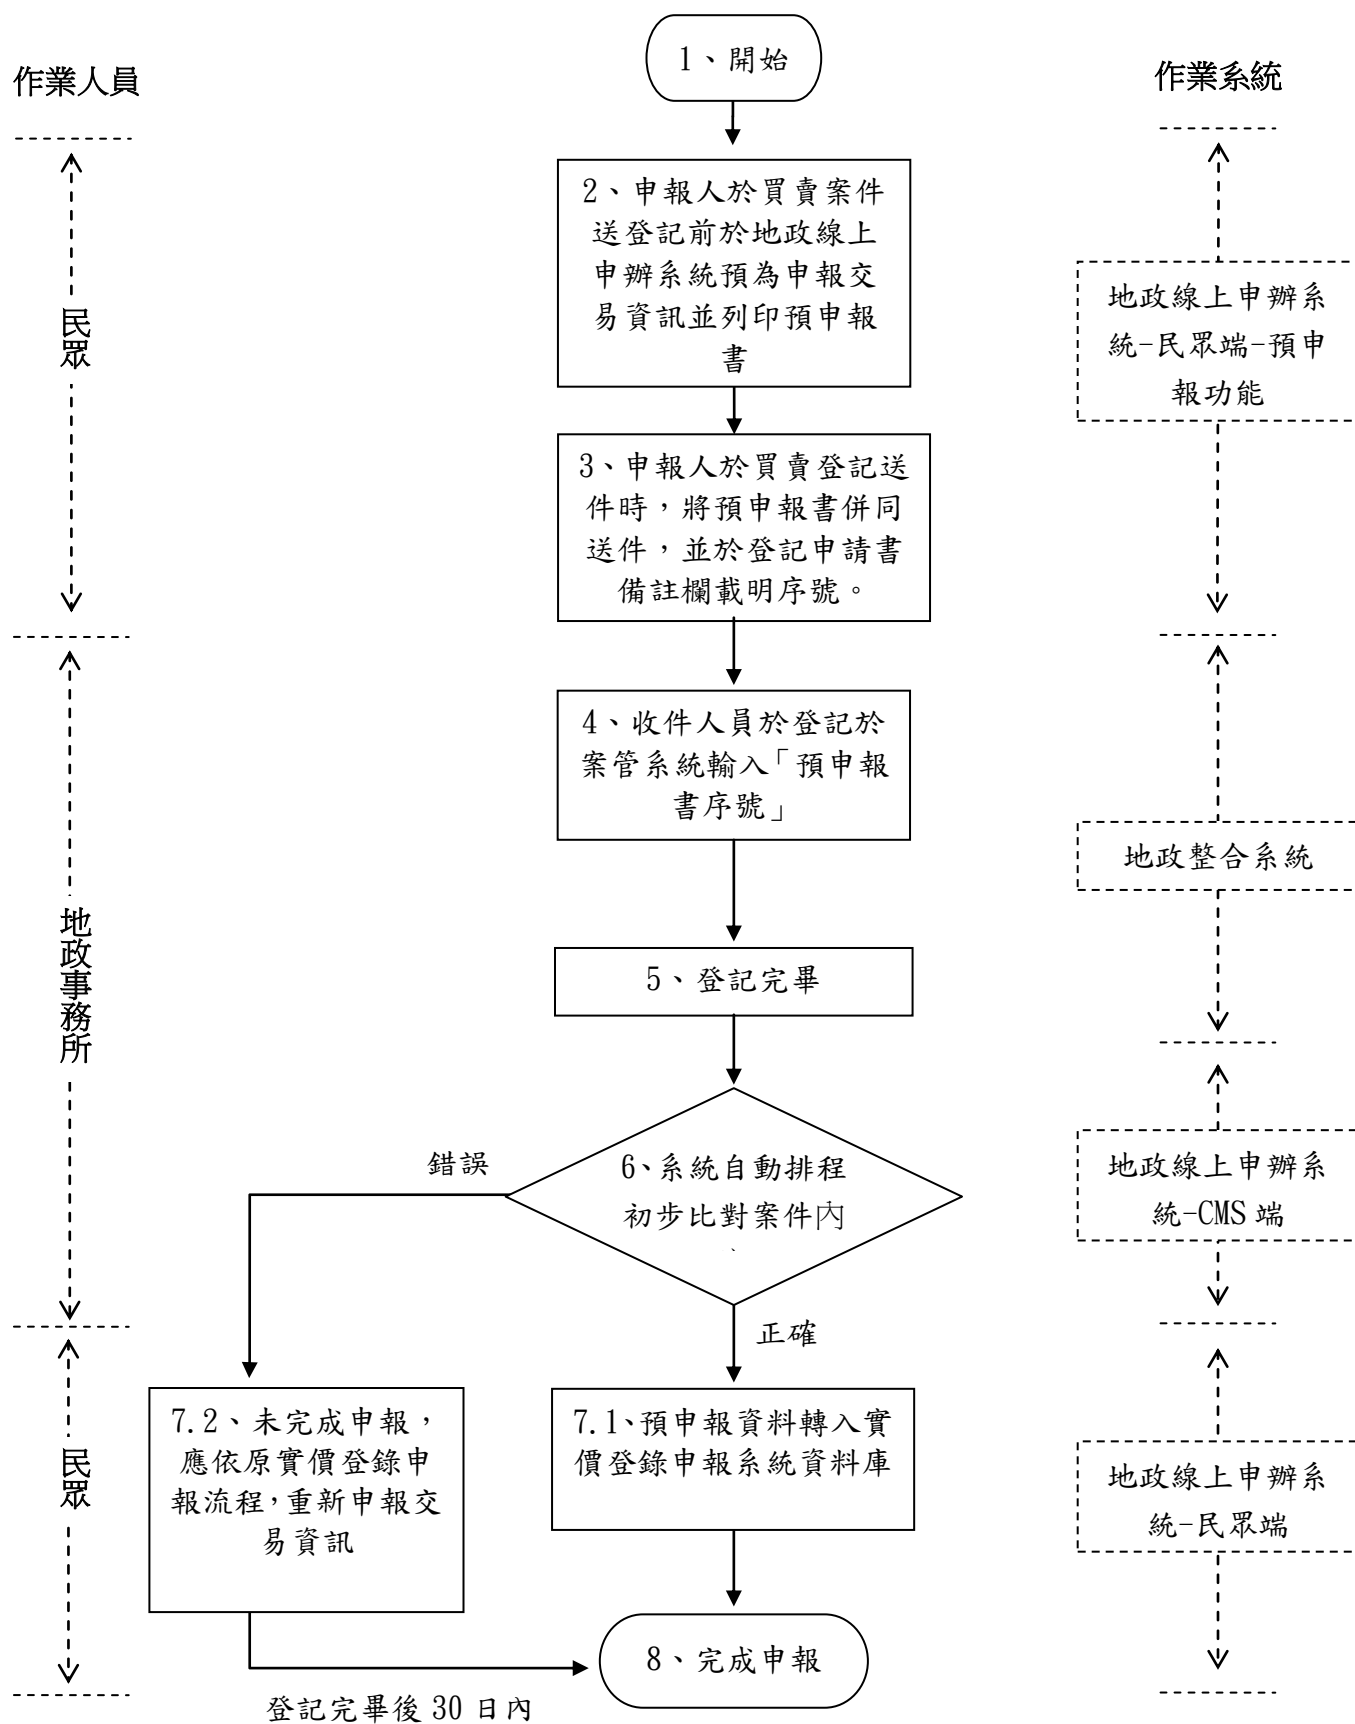 1、開始
作業人員
作業系統
2、申報人於買賣案件
送登記前於地政線上
申辦系統預為申報交
易資訊並列印預申報
書
民眾
地政線上申辦系
統-民眾端-預申
報功能
3、申報人於買賣登記送
件時，將預申報書併同
送件，並於登記申請書
備註欄載明序號。
4、收件人員於登記於
案管系統輸入「預申報
書序號」
地政整合系統
地政事務所
5、登記完畢
錯誤
6、系統自動排程
初步比對案件內
地政線上申辦系
統-CMS 端
正確
7.2、未完成申報，
應依原實價登錄申
報流程，重新申報交
易資訊
7.1、預申報資料轉入實
價登錄申報系統資料庫
民眾
地政線上申辦系
統-民眾端
8、完成申報
登記完畢後 30 日內